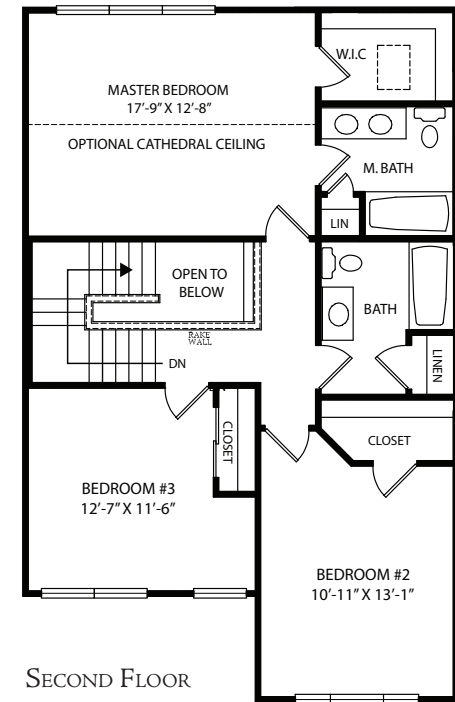 W.I.C
MASTER BEDROOM
17'-9" X 12'-8"
OPTIONAL CATHEDRAL CEILING
M. BATH
LIN
OPEN TO
BELOW
BATH
RAKE
WALL
DN
LINEN
CLOSET
CLOSET
BEDROOM #3
12'-7" X 11'-6"
BEDROOM #2
10'-11" X 13'-1"
SECOND FLOOR